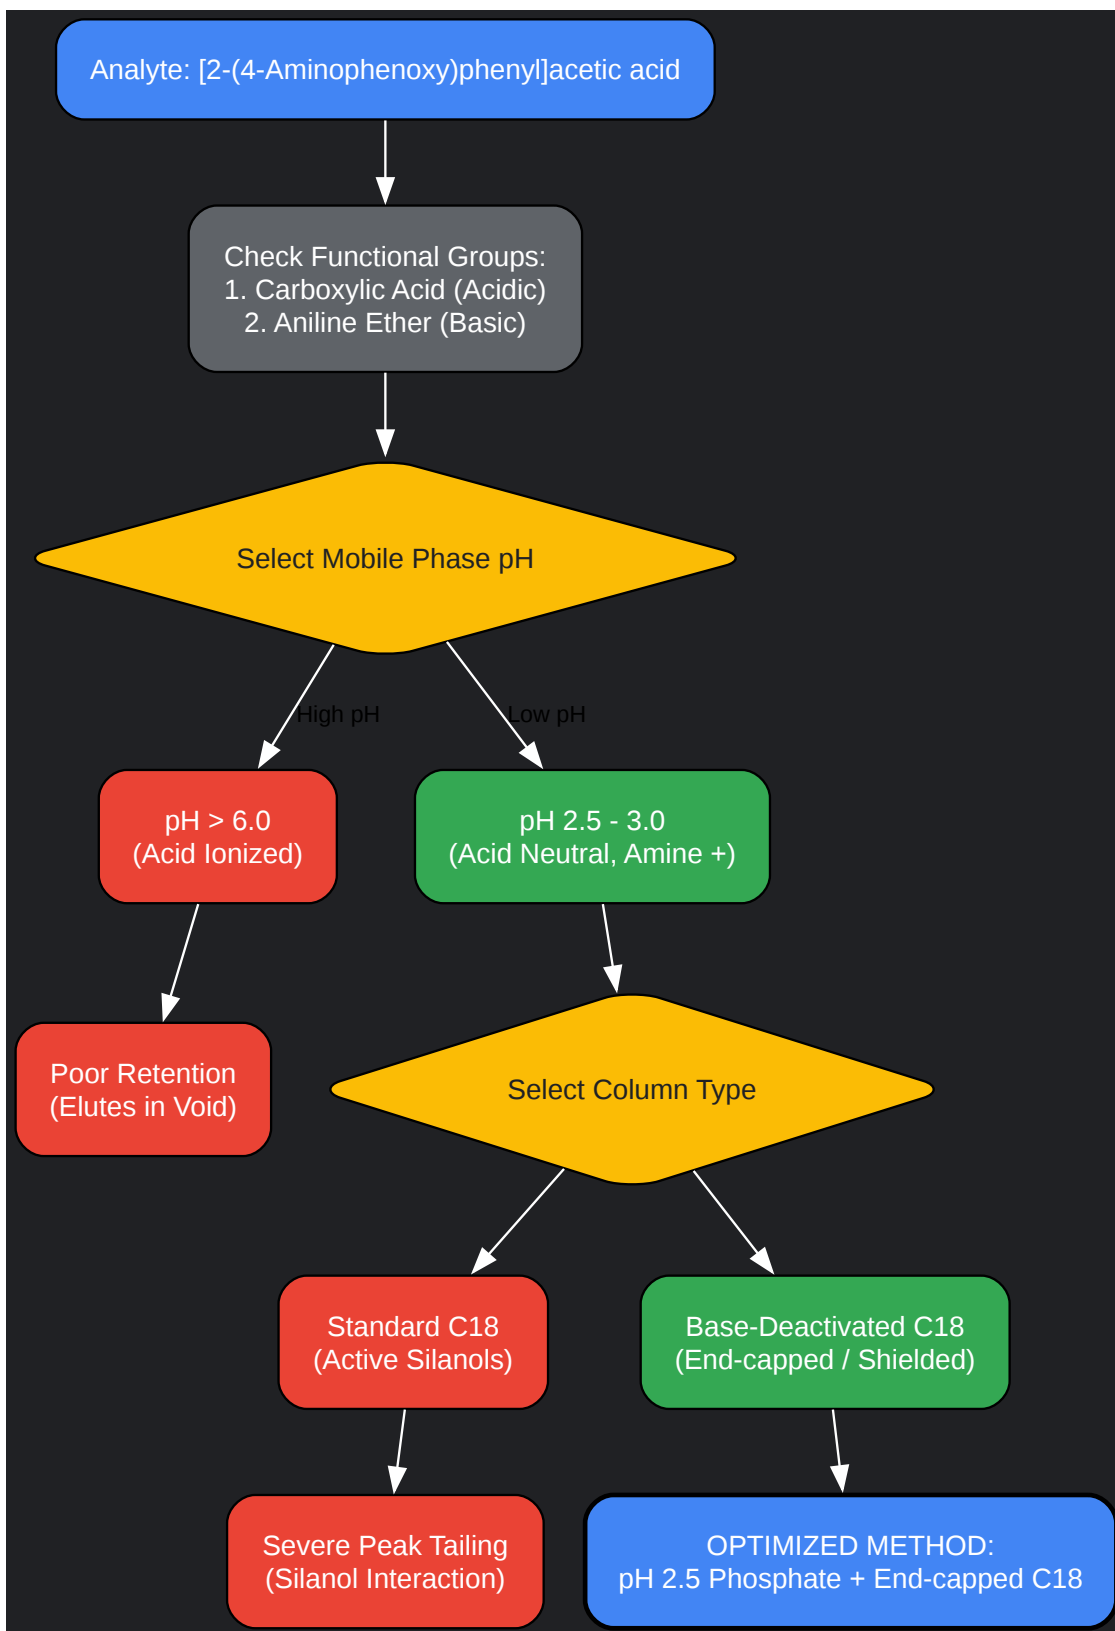 Analyte: [2-(4-Aminophenoxy)phenyl]acetic acid
Check Functional Groups:
1. Carboxylic Acid (Acidic)
2. Aniline Ether (Basic)
Select Mobile Phase pH
High pH
Low pH
pH > 6.0
(Acid Ionized)
pH 2.5 - 3.0
(Acid Neutral, Amine +)
Poor Retention
(Elutes in Void)
Select Column Type
Standard C18
(Active Silanols)
Base-Deactivated C18
(End-capped / Shielded)
Severe Peak Tailing
(Silanol Interaction)
OPTIMIZED METHOD:
pH 2.5 Phosphate + End-capped C18